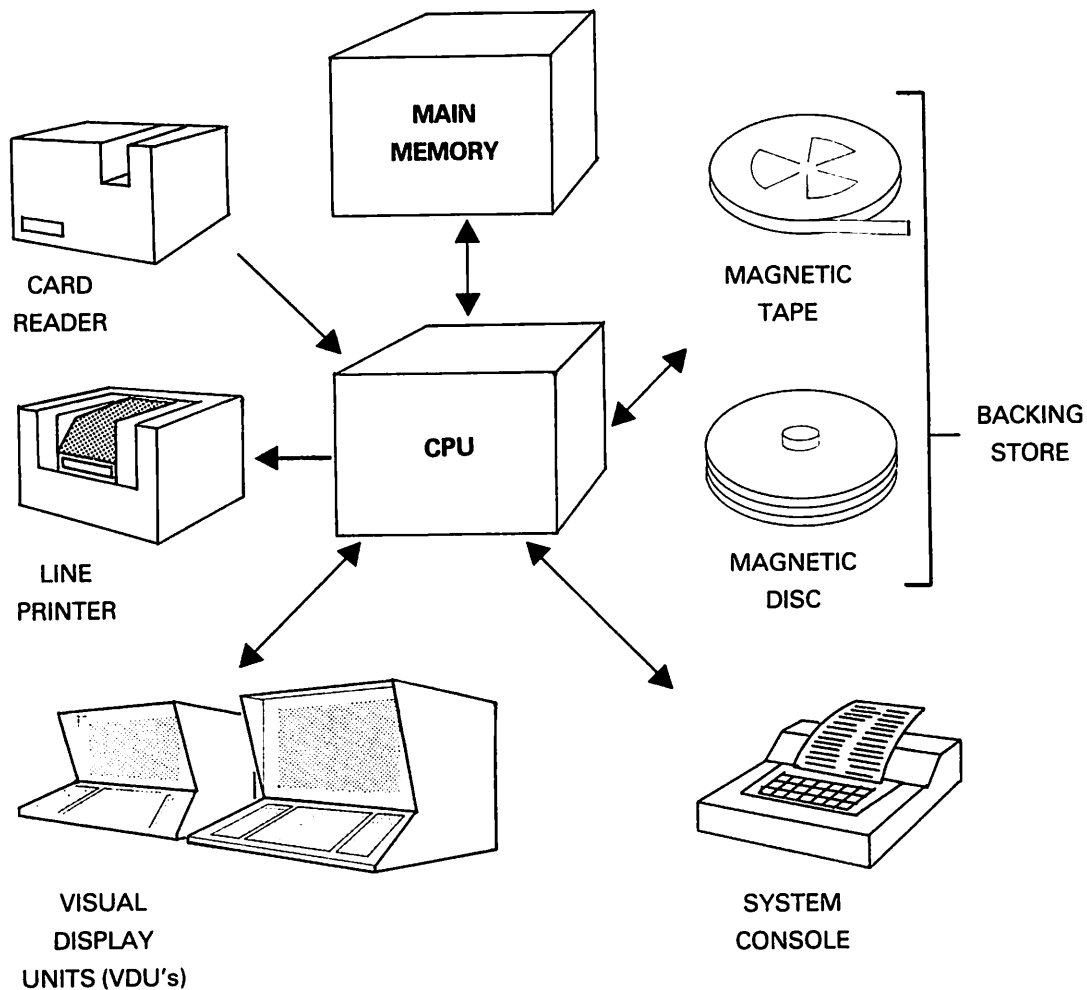 MAIN
MEMORY
CARD
READER
MAGNETIC
TAPE
BACKING
STORE
CPU
LINE
PRINTER
MAGNETIC
DISC
VISUAL
DISPLAY
UNITS (VDU's)
SYSTEM
CONSOLE